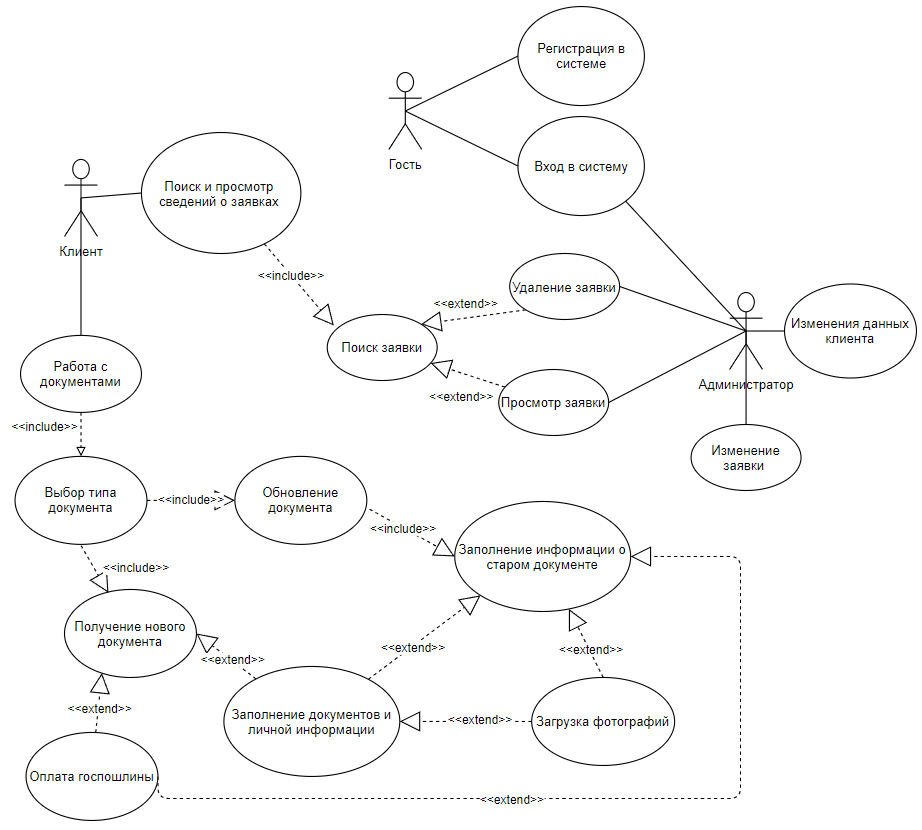 Регистрация в
системе
Гость
Вход в систему
Поиск и просмотр
сведений о заявках
Клиент
<<include>>
Удаление заявки
<<extend>>
Изменения данных
клиента
Поиск заявки
Работа с
документами
Администратор
<<extend>>
Просмотр заявки
<<include>>
Изменение
заявки
Выбор типа
документа
<<include>>
Обновление
документа
<<include>>
Заполнение информации о
старом документе
<<include>>
Получение нового
документа
<<extend>>
<<extend>>
<<extend>>
<<extend>>
Заполнение документов и
личной информации
<<extend>>
Загрузка фотографий
Оплата госпошлины
<<extend>>